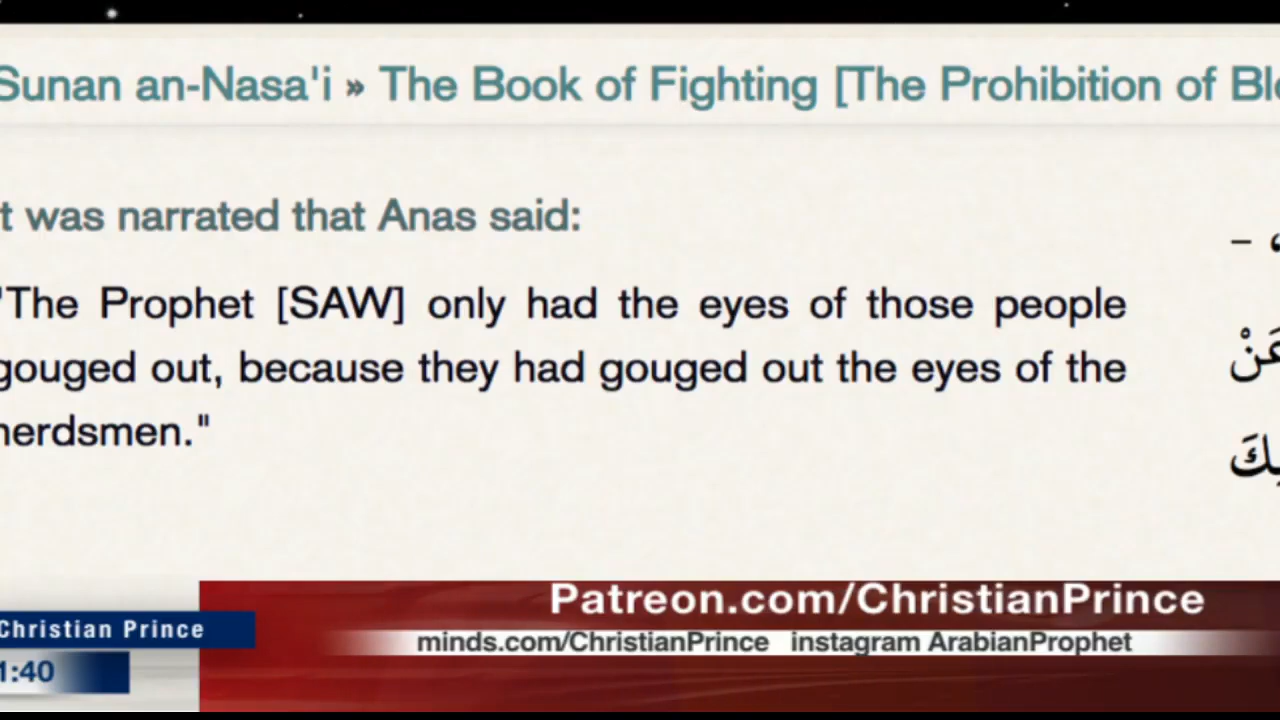 Sunan an-Nasa'i » The Book of Fighting [The Prohibition of Blo
t was narrated that Anas said:
"The Prophet [SAW] only had the eyes of those people
gouged out, because they had gouged out the eyes of the
herdsmen."
عَنْ
Patreon.com/ChristianPrince
Christian Prince
minds.com/ChristianPrince instagram ArabianProphet
1:40